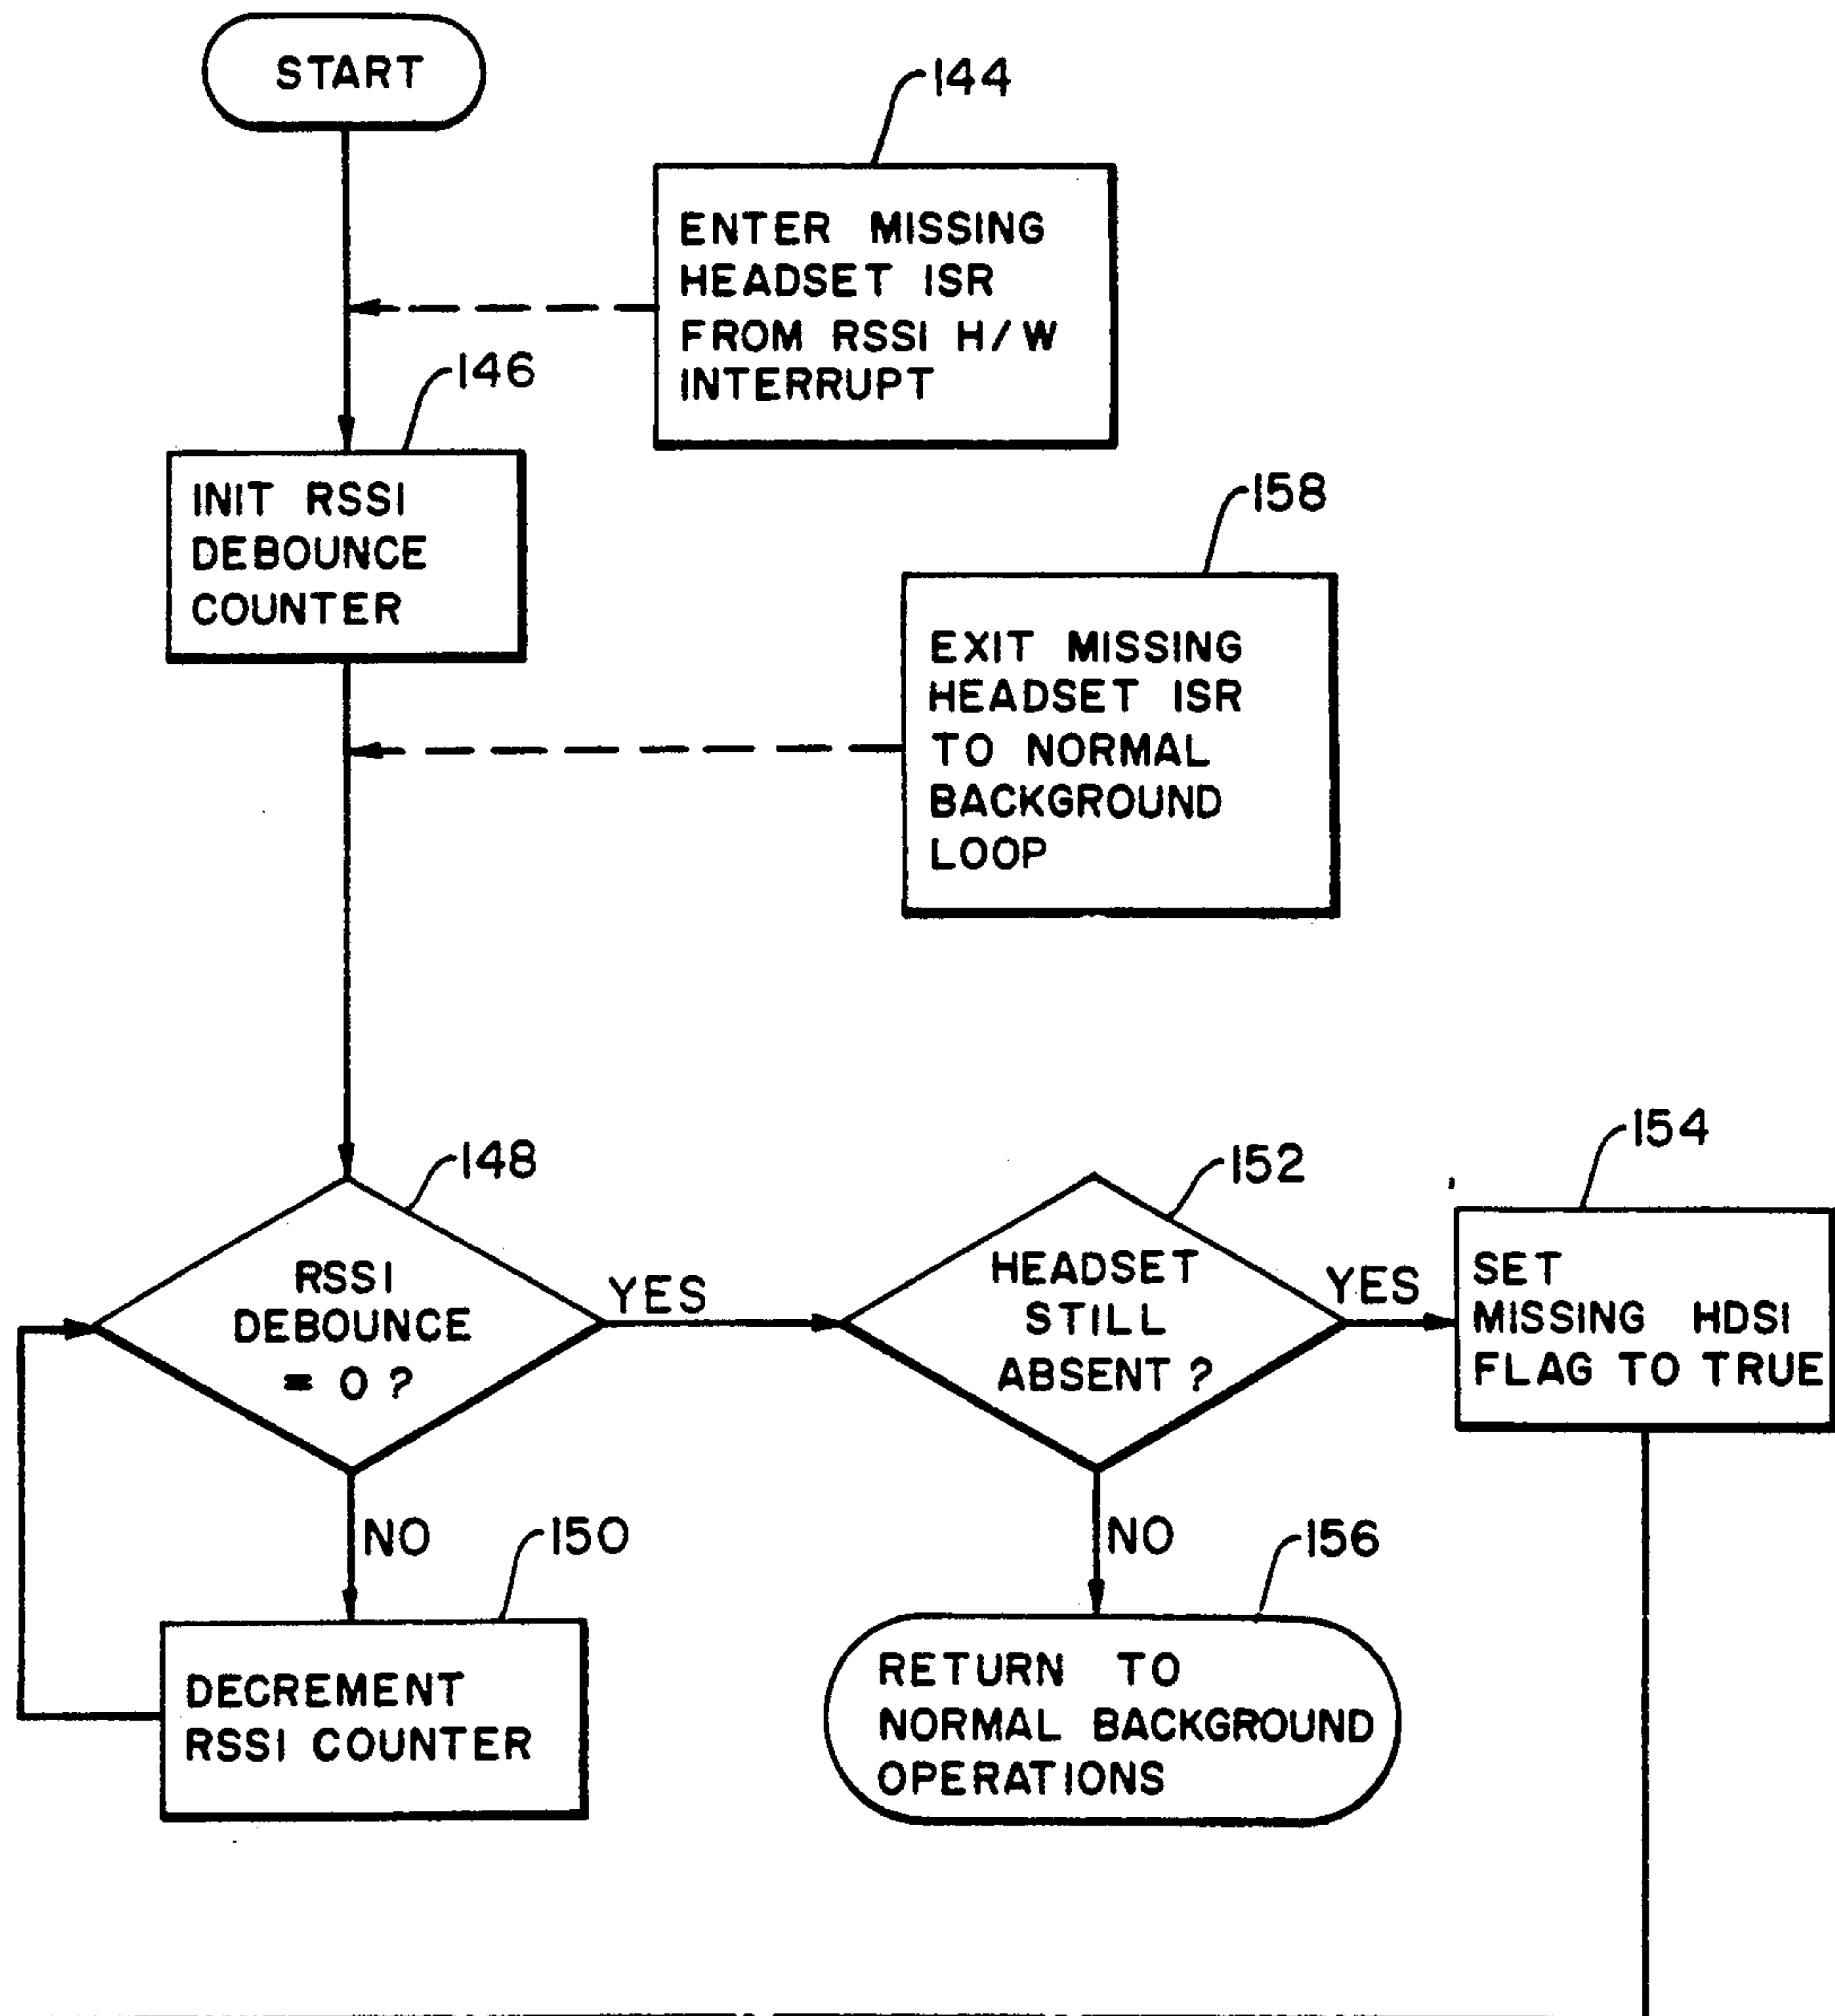 START
144
ENTER MISSING
HEADSET ISR
FROM RSSI H/W
INTERRUPT
146
INIT RSSI
DEBOUNCE
COUNTER
158
EXIT MISSING
HEADSET ISR
TO NORMAL
BACKGROUND
LOOP
148
RSSI
DEBOUNCE
= 0 ?
YES
152
HEADSET
STILL
ABSENT ?
YES
154
SET
MISSING HDSI
FLAG TO TRUE
NO
150
DECREMENT
RSSI COUNTER
NO
156
RETURN TO
NORMAL BACKGROUND
OPERATIONS